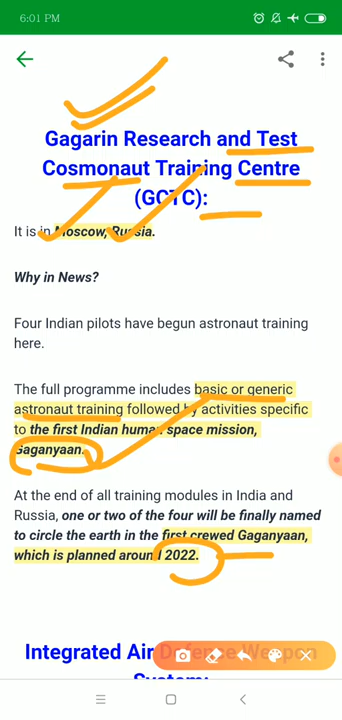 6:01 PM
Gagarin Research and Test
Cosmonaut Training Centre
(GCTC):
It is in Moscow, Russia.
Why in News?
Four Indian pilots have begun astronaut training
here.
The full programme includes basic or generic
astronaut training followed by activities specific
to the first Indian human space mission,
Gaganyaan.
At the end of all training modules in India and
Russia, one or two of the four will be finally named
to circle the earth in the first crewed Gaganyaan,
which is planned around 2022.
Integrated Air Defence Weapon
System: